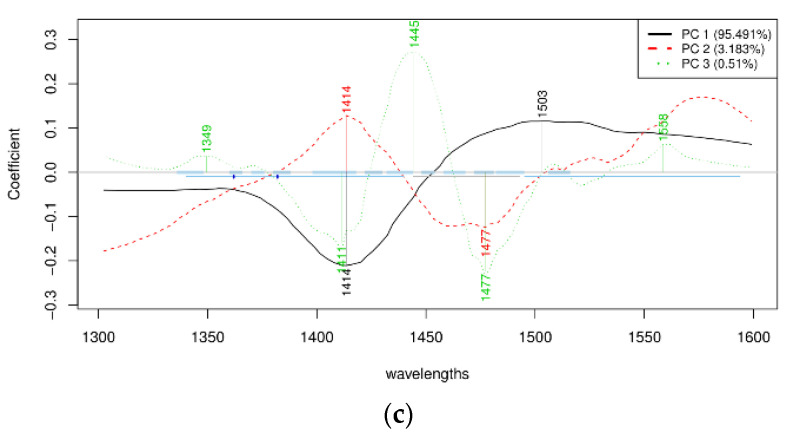 0.3
0.2
0.1
0.0
−0.1
−0.2
−0.3
Coefficient
1349
1414
1445
1503
1558
1411
1414
1477
1477
PC 1 (95.491%)
PC 2 (3.183%)
PC 3 (0.51%)
1300 1350 1400 1450 1500 1550 1600
wavelengths
(c)